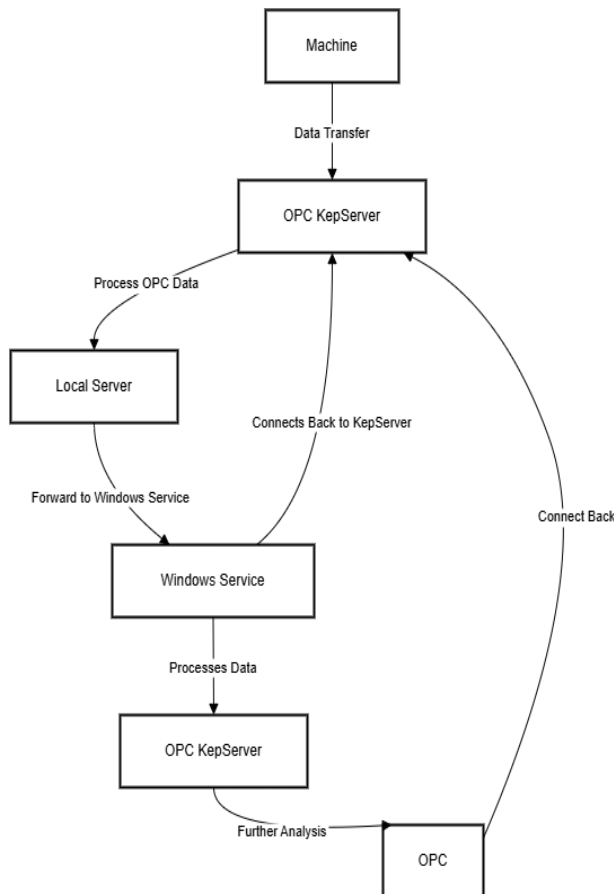 Machine
Data Transfer
OPC KepServer
Process OPC Data
Local Server
Connects Back to KepServer
Forward to Windows Service
Connect Back
Windows Service
Processes Data
OPC KepServer
Further Analysis
OPC